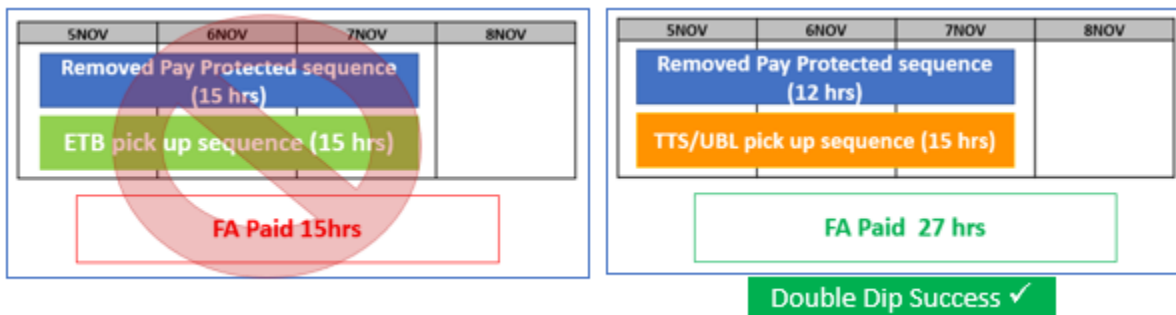 5NOV 6NOV 7NOV 8NOV
Removed Pay Protected sequence
(15 hrs)
ETB pick up sequence (15 hrs)
FA Paid 15hrs
5NOV 6NOV 7NOV 8NOV
Removed Pay Protected sequence
(12 hrs)
TTS/UBL pick up sequence (15 hrs)
FA Paid 27 hrs
Double Dip Success ✓